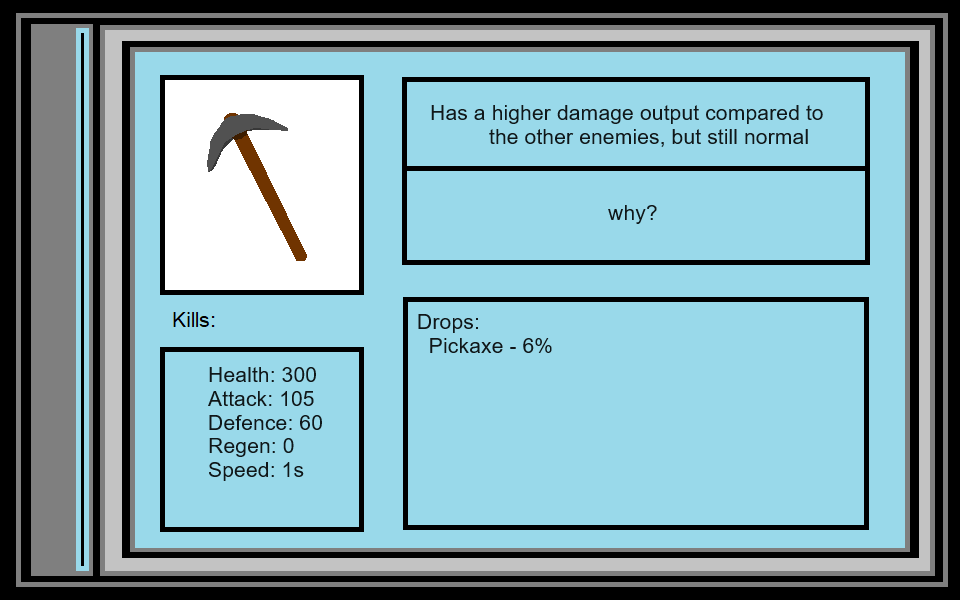 Has a higher damage output compared to
the other enemies, but still normal
why?
Kills:
Drops:
Pickaxe - 6%
Health: 300
Attack: 105
Defence: 60
Regen: 0
Speed: 1s